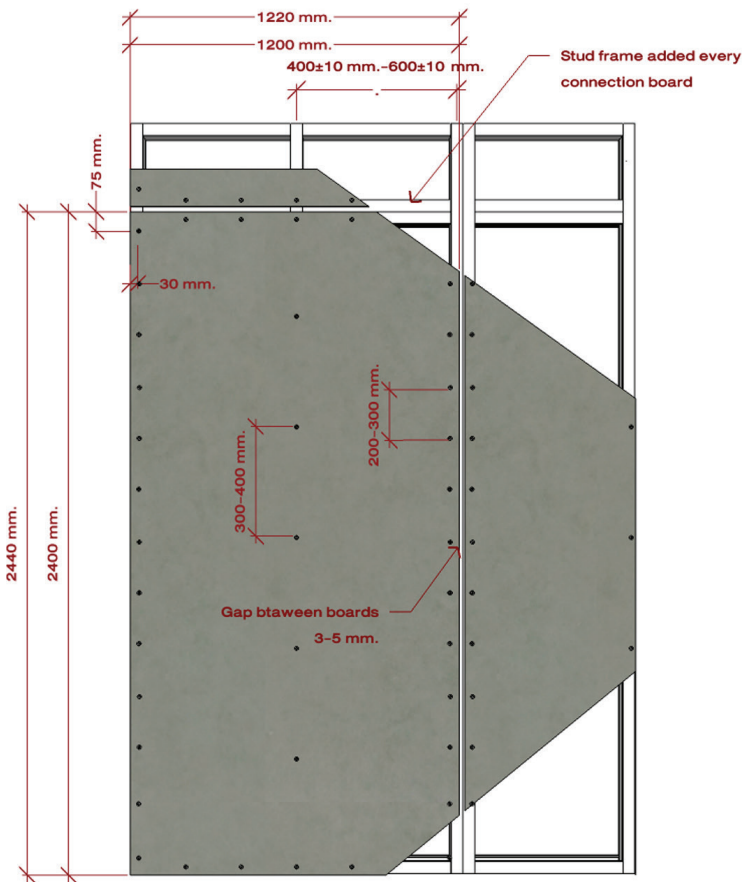 1220 mm.
1200 mm.
400±10 mm.-600±10 mm.
Stud frame added every
connection board
75 mm.
30 mm.
200-300 mm.
300-400 mm.
2440 mm.
2400 mm.
Gap btaween boards
3-5 mm.